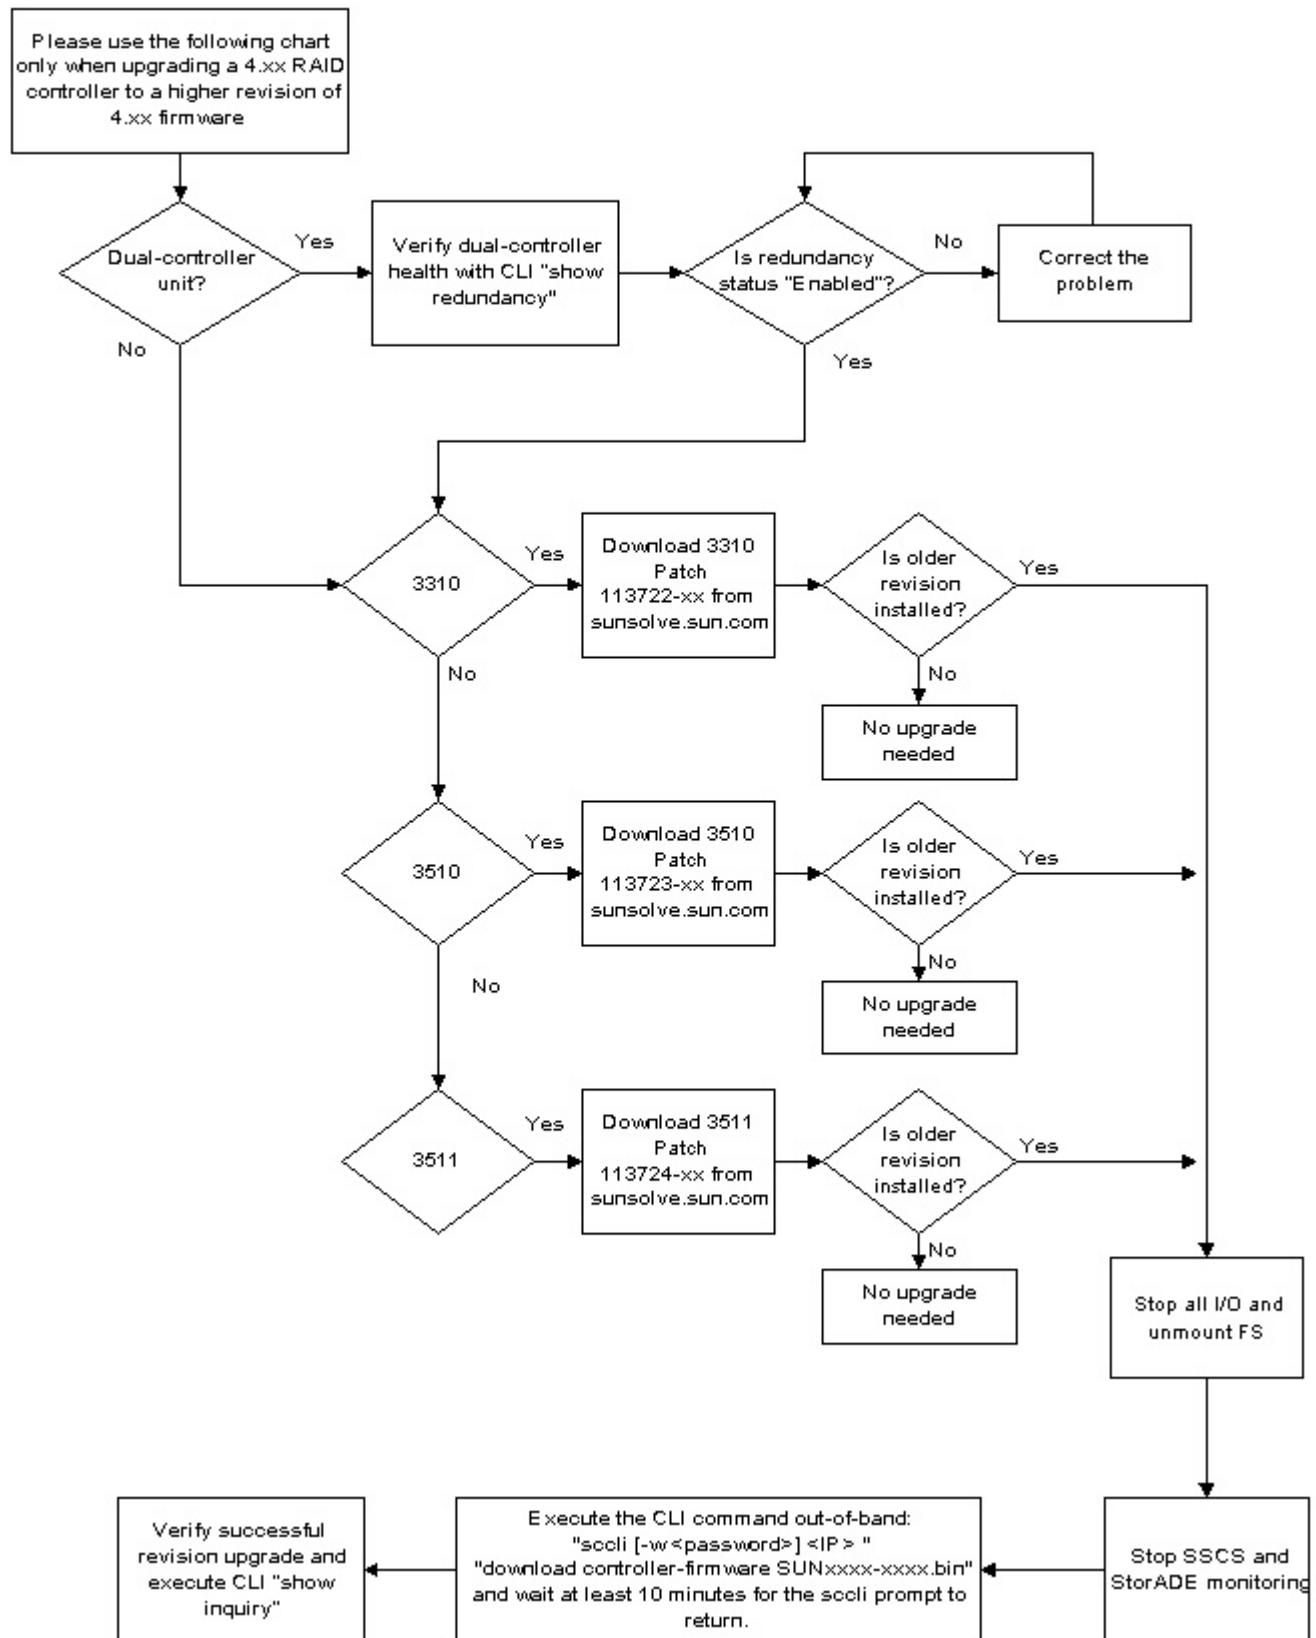 Please use the following chart
only when upgrading a 4.xx RAID
controller to a higher revision of
4.xx firmware
Dual-controller
unit?
Yes
No
Verify dual-controller
health with CLI "show
redundancy"
Is redundancy
status "Enabled"?
No
Yes
Correct the
problem
3310
Yes
No
Download 3310
Patch
113722-xx from
sunsolve.sun.com
Is older
revision
installed?
Yes
No
No upgrade
needed
3510
Yes
No
Download 3510
Patch
113723-xx from
sunsolve.sun.com
Is older
revision
installed?
Yes
No
No upgrade
needed
3511
Yes
Download 3511
Patch
113724-xx from
sunsolve.sun.com
Is older
revision
installed?
Yes
No
No upgrade
needed
Stop all I/O and
unmount FS
Stop SSCS and
StorADE monitoring
Execute the CLI command out-of-band:
"sccli [-w<password>] <IP> "
"download controller-firmware SUNxxxx-xxxx.bin"
and wait at least 10 minutes for the sccli prompt to
return.
Verify successful
revision upgrade and
execute CLI "show
inquiry"